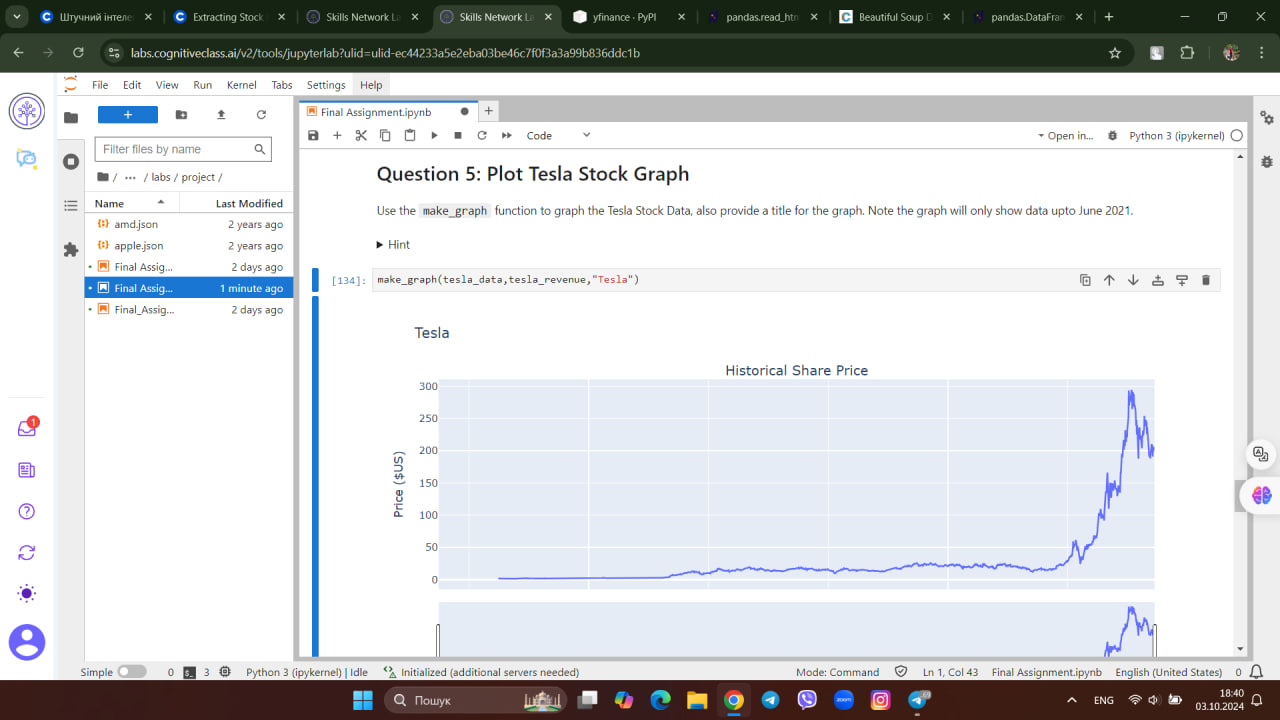 Штучний інтеле
Extracting Stock
Skills Network La
Skills Network La
yfinance · PyPI
pandas.read_htm
Beautiful Soup D
pandas.DataFran
labs.cognitiveclass.ai/v2/tools/jupyterlab?ulid=ulid-ec44233a5e2eba03be46c7f0f3a3a99b836ddc1b
File Edit View Run Kernel Tabs Settings Help
Final Assignment.ipynb
Code
Open in...
Python 3 (ipykernel)
Filter files by name
/ ··· / labs / project /
Name Last Modified
amd.json 2 years ago
apple.json 2 years ago
Final Assig... 2 days ago
Final Assig... 1 minute ago
Final_Assig... 2 days ago
1
Question 5: Plot Tesla Stock Graph
Use the make_graph function to graph the Tesla Stock Data, also provide a title for the graph. Note the graph will only show data upto June 2021.
Hint
[134]: make_graph(tesla_data,tesla_revenue,"Tesla")
Tesla
Historical Share Price
Price ($US)
300
250
200
150
100
50
0
Simple 0 3 Python 3 (ipykernel) | Idle Initialized (additional servers needed) Mode: Command Ln 1, Col 43 Final Assignment.ipynb English (United States) 0
Пошук
zoom
ENG
18:40
03.10.2024